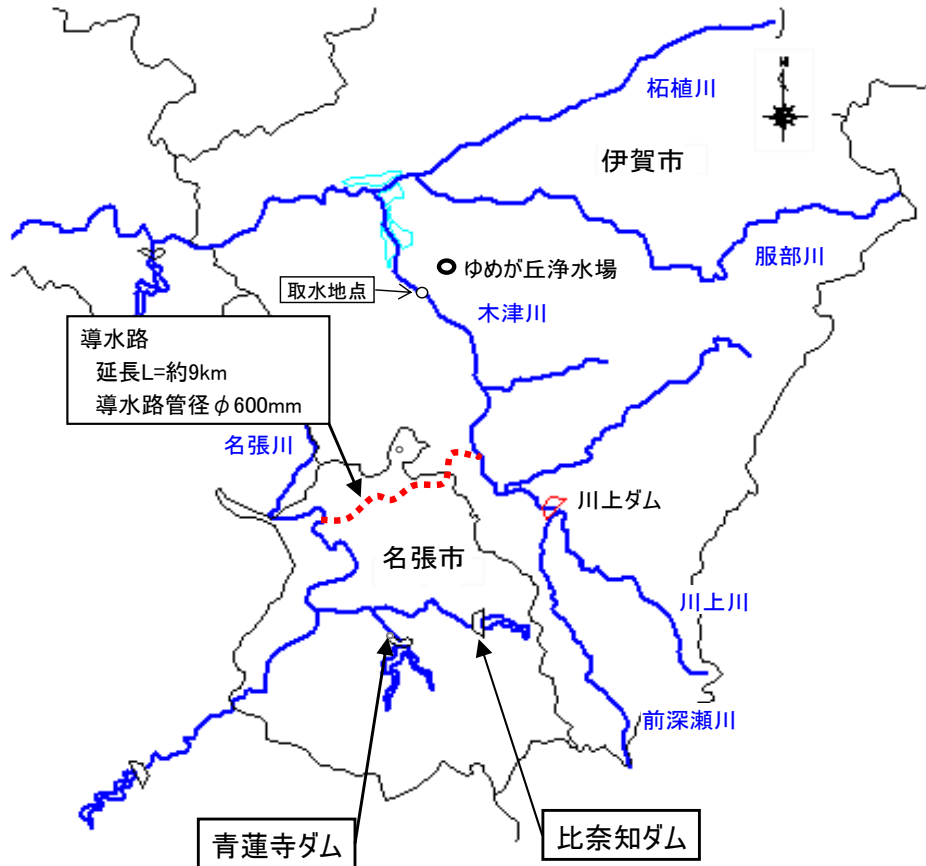 N
柘植川
伊賀市
服部川
ゆめが丘浄水場
取水地点
木津川
導水路
延長L=約9km
導水路管径φ600mm
名張川
川上ダム
名張市
川上川
前深瀬川
青蓮寺ダム
比奈知ダム